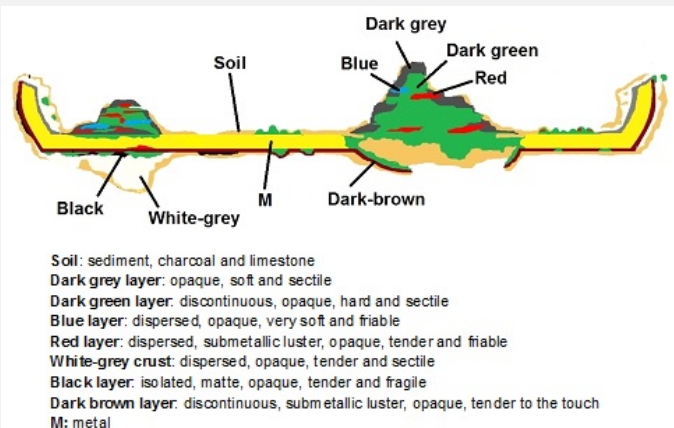 Dark grey
Dark green
Soil
Blue
Red
Black
White-grey
M
Dark-brown
Soil: sediment, charcoal and limestone
Dark grey layer: opaque, soft and sectile
Dark green layer: discontinuous, opaque, hard and sectile
Blue layer: dispersed, opaque, very soft and friable
Red layer: dispersed, submetallic luster, opaque, tender and friable
White-grey crust: dispersed, opaque, tender and sectile
Black layer: isolated, matte, opaque, tender and fragile
Dark brown layer: discontinuous, submetallic luster, opaque, tender to the touch
M: metal